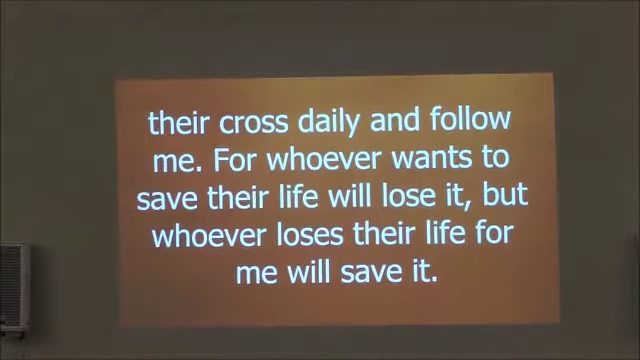 their cross daily and follow
me. For whoever wants to
save their life will lose it, but
whoever loses their life for
me will save it.